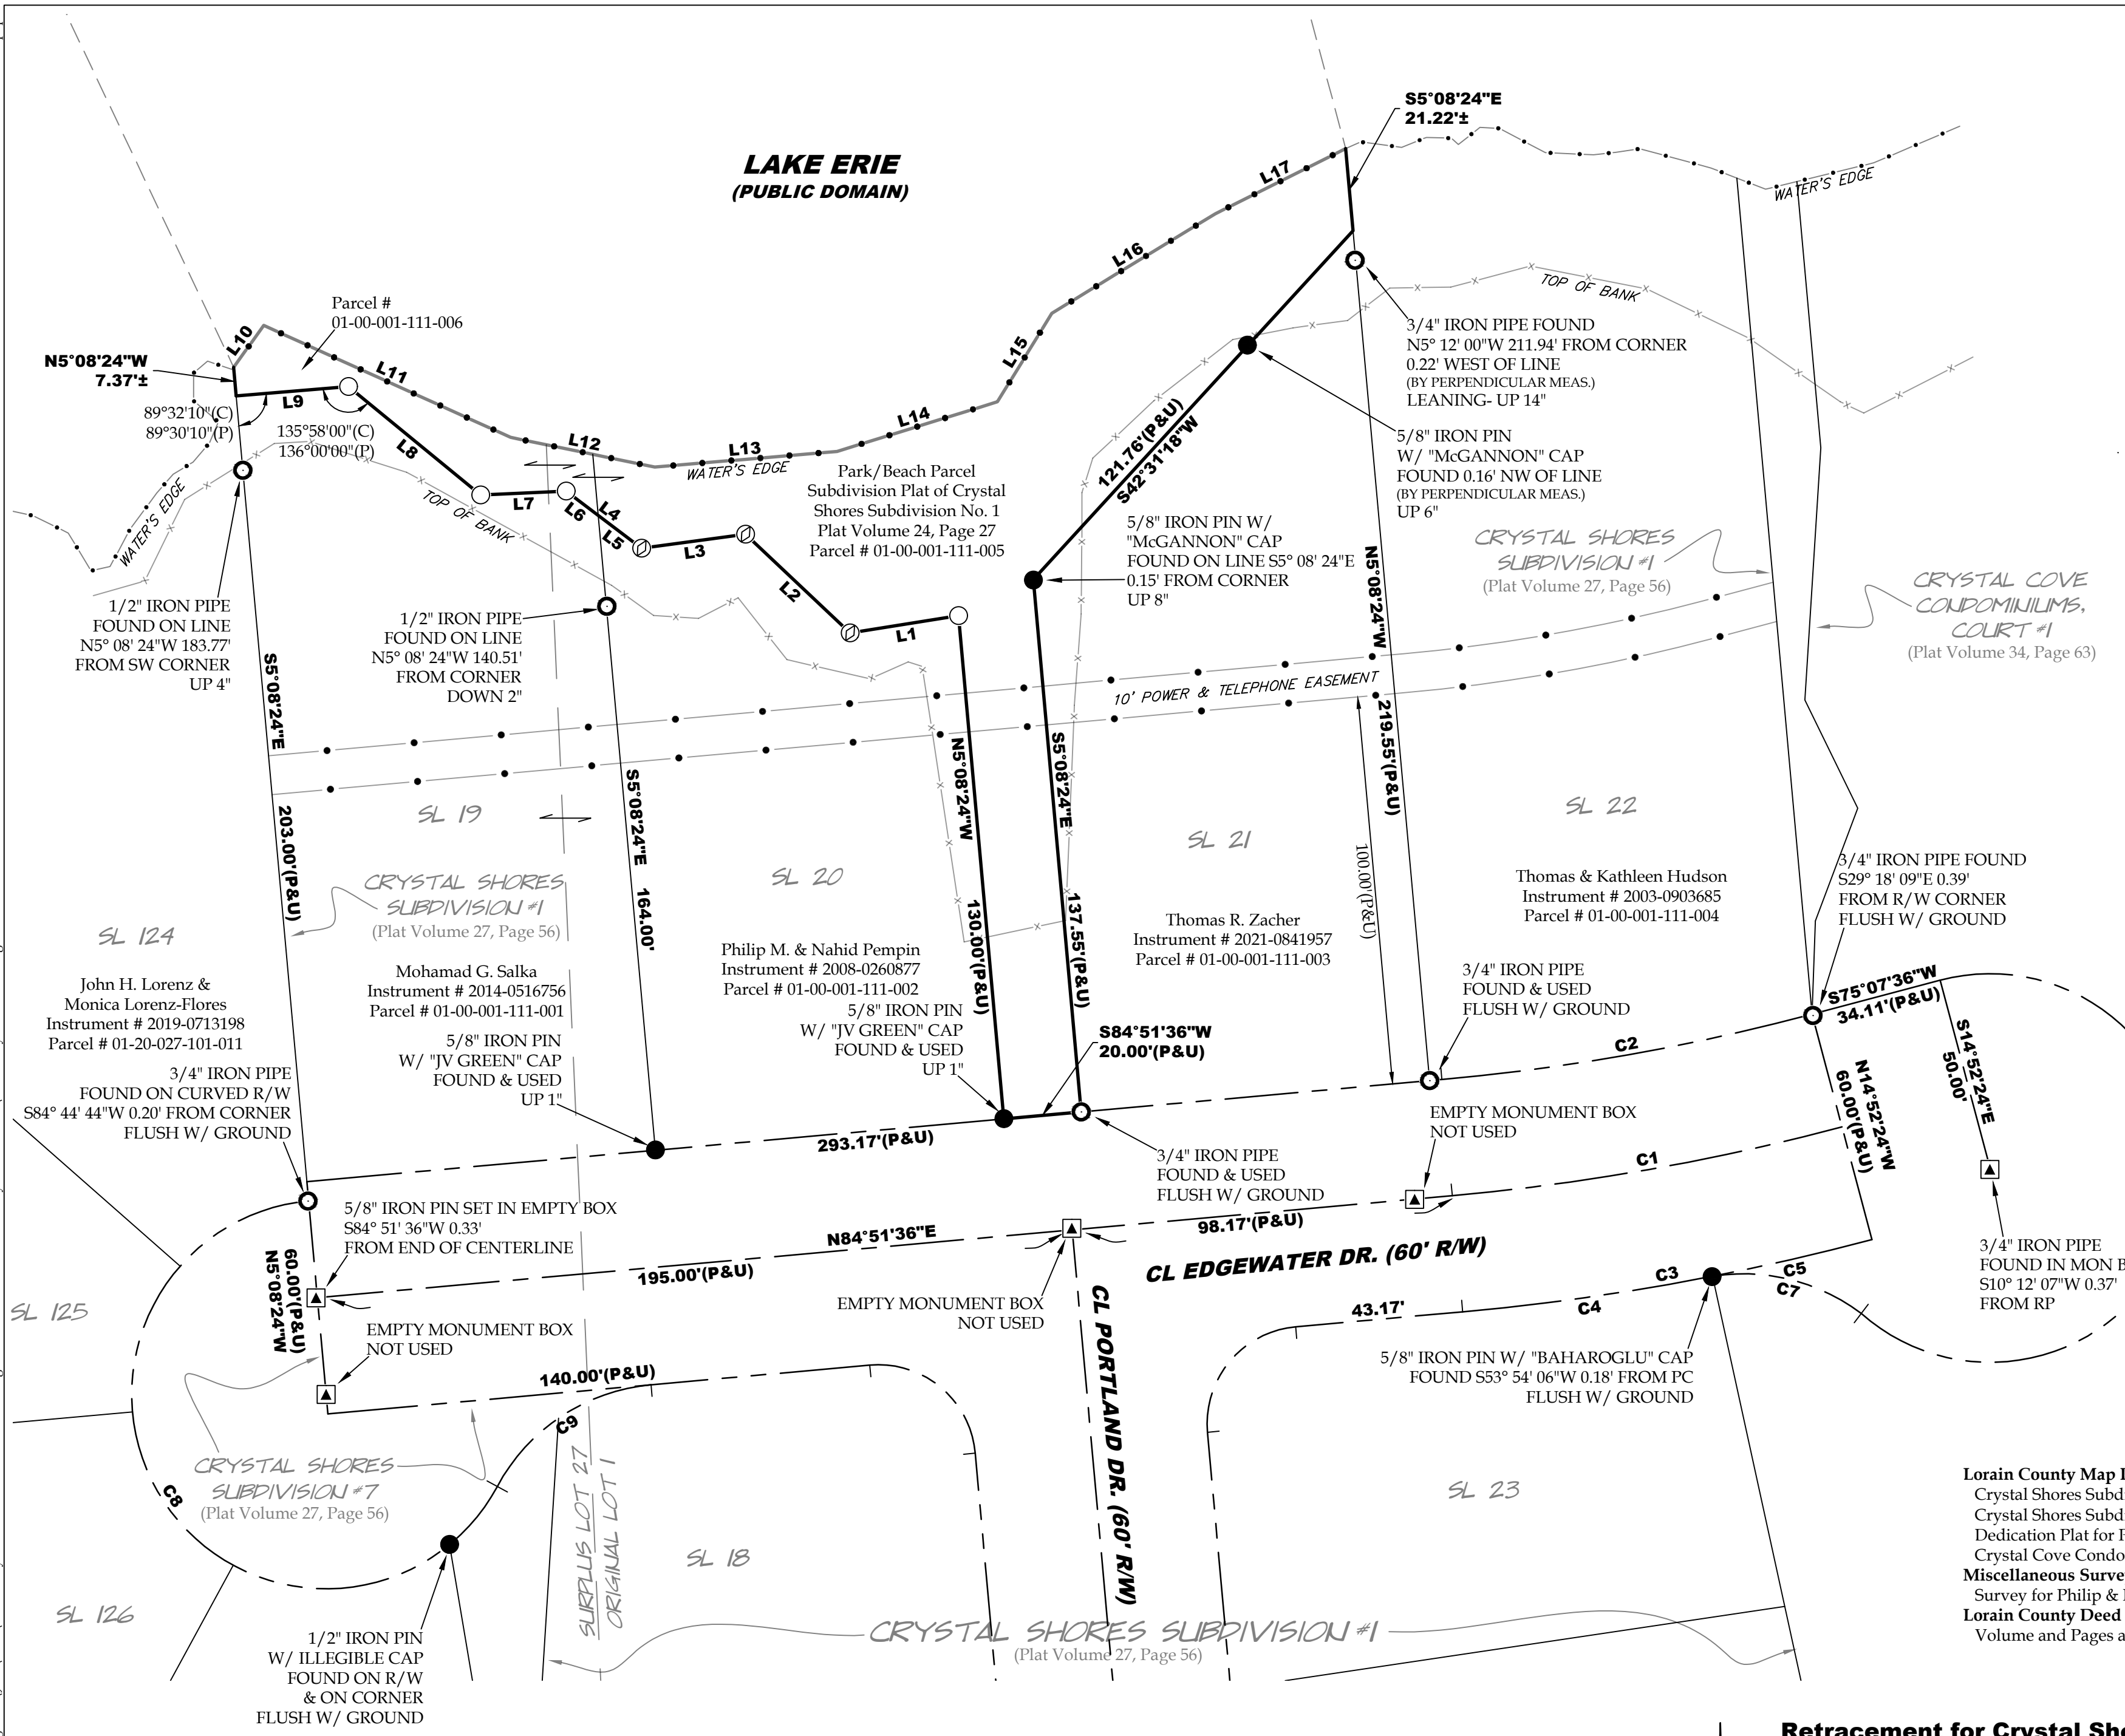 S5°08'24"E
21.22'±
LAKE ERIE
(PUBLIC DOMAIN)
L17
WATER'S EDGE
L16
TOP OF BANK
Parcel #
01-00-001-111-006
L10
N5°08'24"W
7.37'±
L11
L9
89°32'10"(C)
89°30'10"(P)
135°58'00"(C)
136°00'00"(P)
L8
L15
L14
L12
L13
WATER'S EDGE
3/4" IRON PIPE FOUND
N5° 12' 00"W 211.94' FROM CORNER
0.22' WEST OF LINE
(BY PERPENDICULAR MEAS.)
LEANING- UP 14"
5/8" IRON PIN
W/ "McGANNON" CAP
FOUND 0.16' NW OF LINE
(BY PERPENDICULAR MEAS.)
UP 6"
121.76'(P&U)
S42°31'18"W
Park/Beach Parcel
Subdivision Plat of Crystal
Shores Subdivision No. 1
Plat Volume 24, Page 27
Parcel # 01-00-001-111-005
WATER'S EDGE
TOP OF BANK
L7
L6
L4
L5
L3
L2
L1
5/8" IRON PIN W/
"McGANNON" CAP
FOUND ON LINE S5° 08' 24"E
0.15' FROM CORNER
UP 8"
CRYSTAL SHORES
SUBDIVISION #1
(Plat Volume 27, Page 56)
CRYSTAL COVE
CONDOMINIUMS,
COURT #1
(Plat Volume 34, Page 63)
1/2" IRON PIPE
FOUND ON LINE
N5° 08' 24"W 183.77'
FROM SW CORNER
UP 4"
1/2" IRON PIPE
FOUND ON LINE
N5° 08' 24"W 140.51'
FROM CORNER
DOWN 2"
10' POWER & TELEPHONE EASEMENT
S5°08'24"E
203.00'(P&U)
S5°08'24"E 164.00'
N5°08'24"W
130.00'(P&U)
S5°08'24"E
137.55'(P&U)
N5°08'24"W
219.55'(P&U)
100.00'(P&U)
SL 19
SL 20
SL 21
SL 22
CRYSTAL SHORES
SUBDIVISION #1
(Plat Volume 27, Page 56)
SL 124
John H. Lorenz &
Monica Lorenz-Flores
Instrument # 2019-0713198
Parcel # 01-20-027-101-011
Mohamad G. Salka
Instrument # 2014-0516756
Parcel # 01-00-001-111-001
Philip M. & Nahid Pempin
Instrument # 2008-0260877
Parcel # 01-00-001-111-002
Thomas R. Zacher
Instrument # 2021-0841957
Parcel # 01-00-001-111-003
Thomas & Kathleen Hudson
Instrument # 2003-0903685
Parcel # 01-00-001-111-004
3/4" IRON PIPE FOUND
S29° 18' 09"E 0.39'
FROM R/W CORNER
FLUSH W/ GROUND
3/4" IRON PIPE
FOUND & USED
FLUSH W/ GROUND
5/8" IRON PIN
W/ "JV GREEN" CAP
FOUND & USED
UP 1"
5/8" IRON PIN
W/ "JV GREEN" CAP
FOUND & USED
UP 1"
S84°51'36"W
20.00'(P&U)
3/4" IRON PIPE
FOUND ON CURVED R/W
S84° 44' 44"W 0.20' FROM CORNER
FLUSH W/ GROUND
S75°07'36"W
34.11'(P&U)
S14°52'24"E
50.00'
N14°52'24"W
60.00'(P&U)
C2
C1
293.17'(P&U)
EMPTY MONUMENT BOX
NOT USED
3/4" IRON PIPE
FOUND & USED
FLUSH W/ GROUND
5/8" IRON PIN SET IN EMPTY BOX
S84° 51' 36"W 0.33'
FROM END OF CENTERLINE
N84°51'36"E
195.00'(P&U)
98.17'(P&U)
CL EDGEWATER DR. (60' R/W)
60.00'(P&U)
N5°08'24"W
SL 125
EMPTY MONUMENT BOX
NOT USED
EMPTY MONUMENT BOX
NOT USED
CL PORTLAND DR. (60' R/W)
43.17'
C3
C4
C5
C7
3/4" IRON PIPE
FOUND IN MON B
S10° 12' 07"W 0.37'
FROM RP
5/8" IRON PIN W/ "BAHAROGLU" CAP
FOUND S53° 54' 06"W 0.18' FROM PC
FLUSH W/ GROUND
140.00'(P&U)
C9
C8
CRYSTAL SHORES
SUBDIVISION #7
(Plat Volume 27, Page 56)
SURPLUS LOT 27
ORIGINAL LOT 1
SL 18
SL 23
SL 126
CRYSTAL SHORES SUBDIVISION #1
(Plat Volume 27, Page 56)
1/2" IRON PIN
W/ ILLEGIBLE CAP
FOUND ON R/W
& ON CORNER
FLUSH W/ GROUND
Lorain County Map
Crystal Shores Subd
Crystal Shores Subd
Dedication Plat for
Crystal Cove Condo
Miscellaneous Surve
Survey for Philip &
Lorain County Deed
Volume and Pages a
Retracement for Crystal Sho